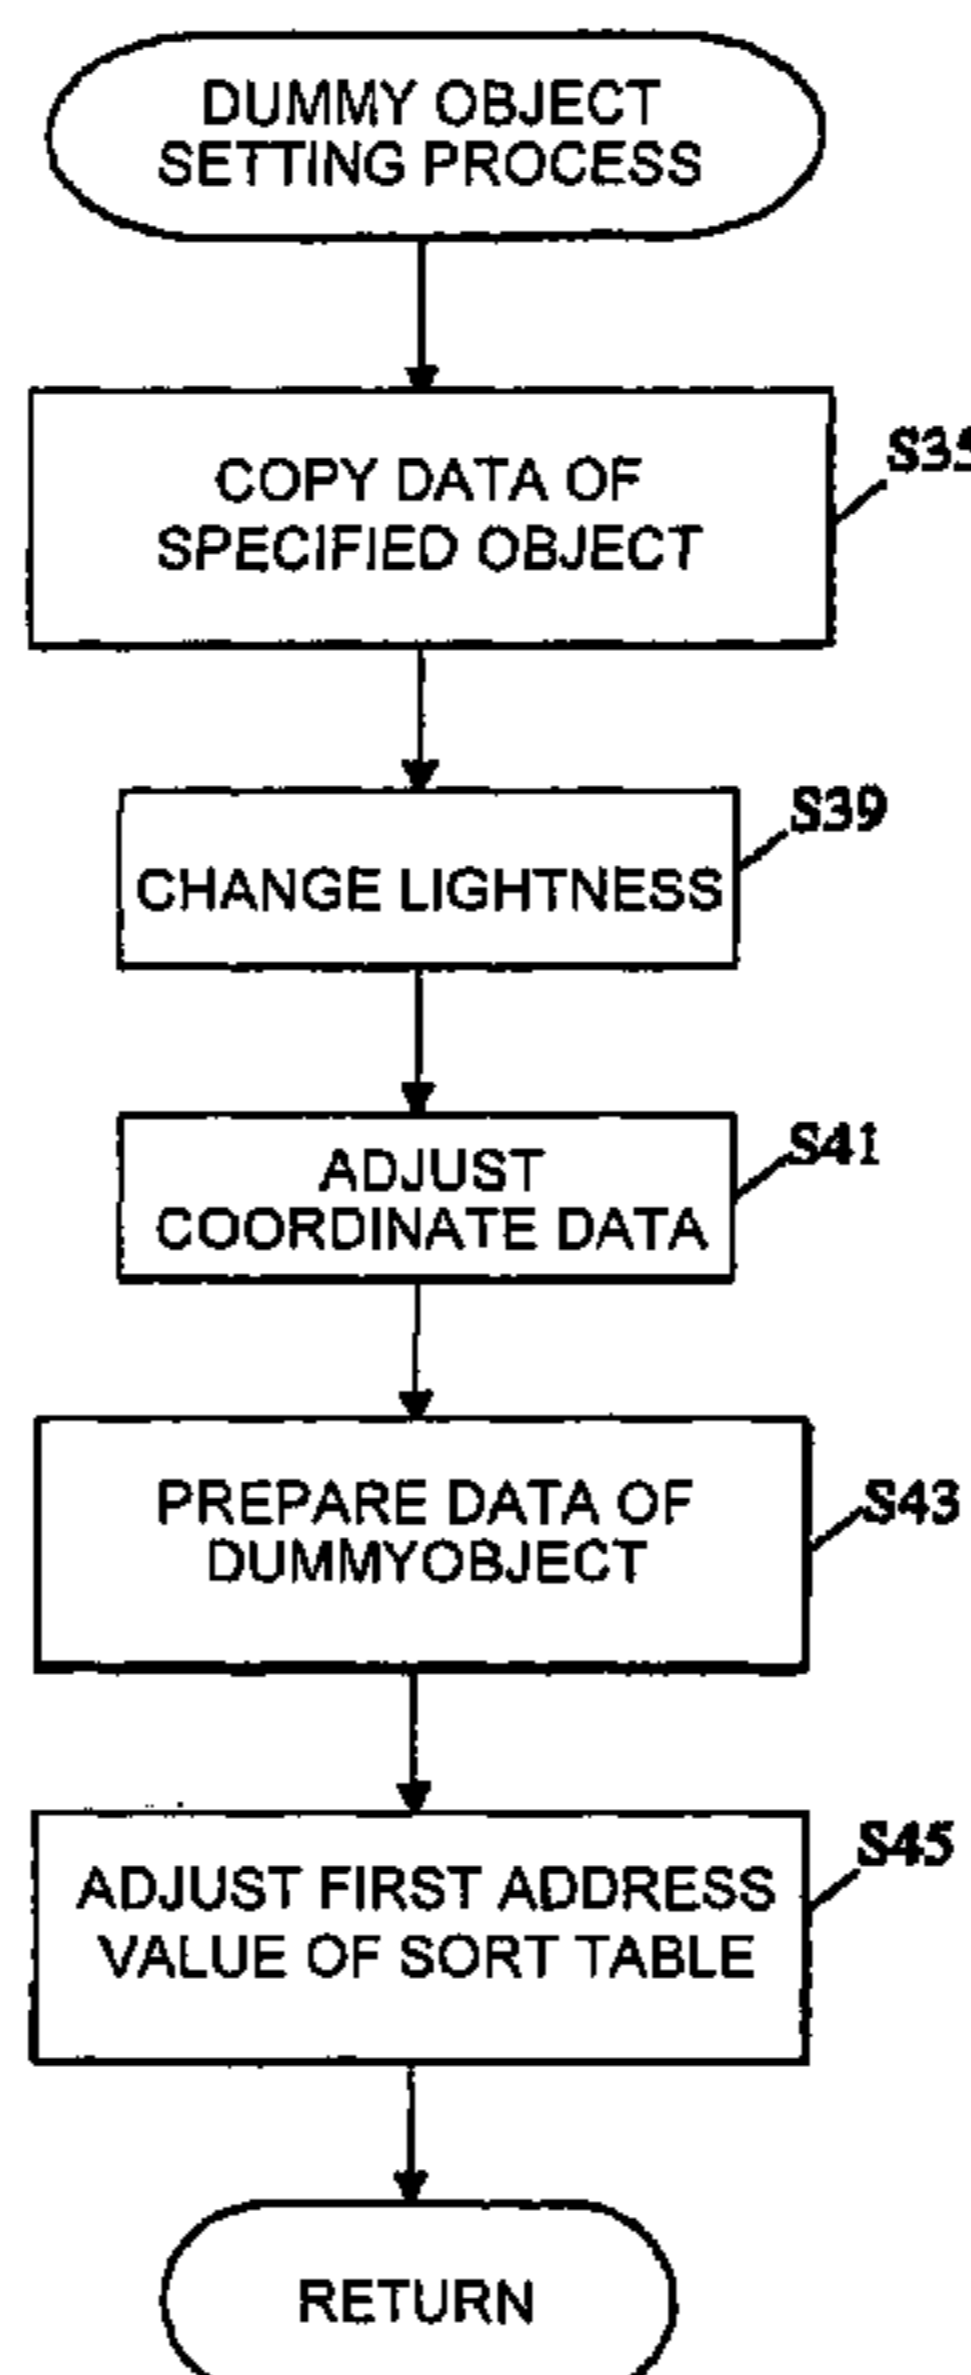 DUMMY OBJECT
SETTING PROCESS
COPY DATA OF
SPECIFIED OBJECT
S35
CHANGE LIGHTNESS
S39
ADJUST
COORDINATE DATA
S41
PREPARE DATA OF
DUMMYOBJECT
S43
ADJUST FIRST ADDRESS
VALUE OF SORT TABLE
S45
RETURN